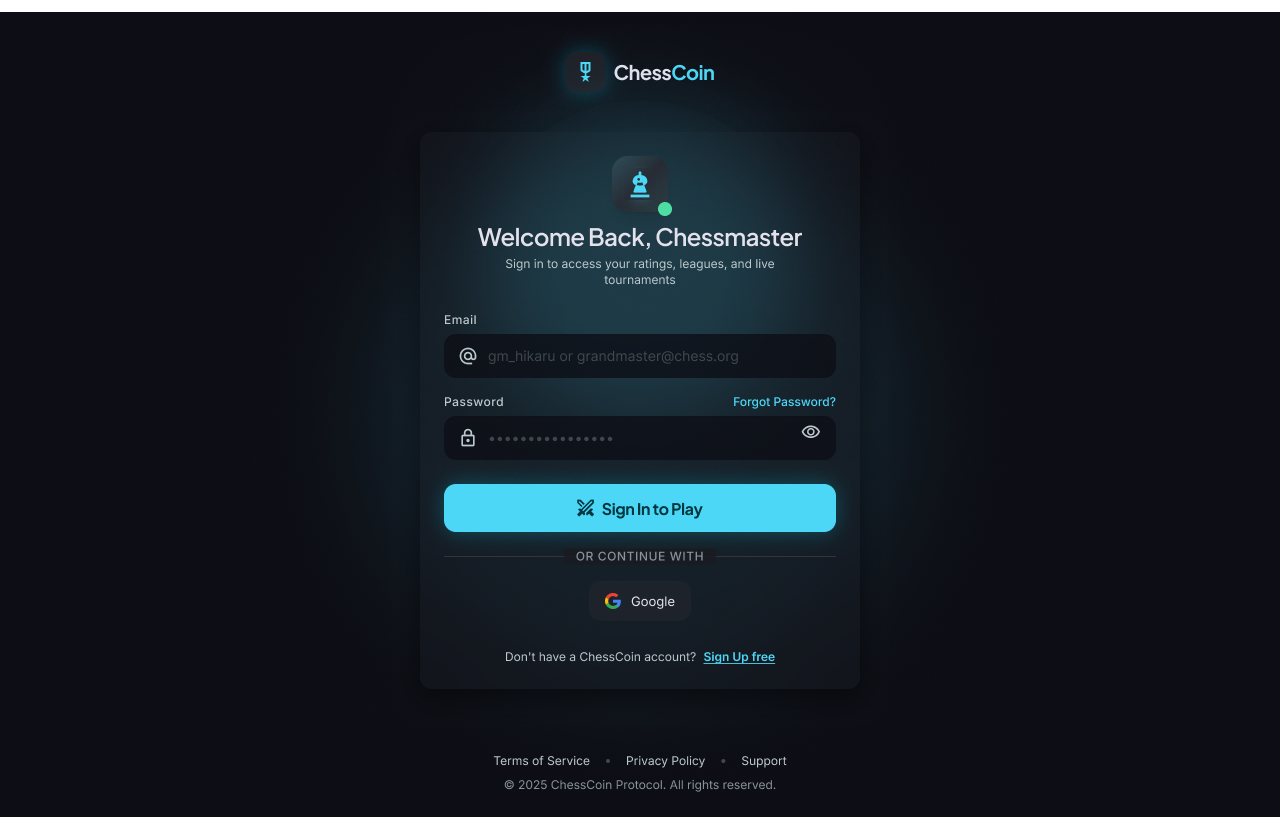 ChessCoin
Welcome Back, Chessmaster
Sign in to access your ratings, leagues, and live
tournaments
Email
gm_hikaru or grandmaster@chess.org
Password
Forgot Password?
••••••••••••••••
Sign In to Play
OR CONTINUE WITH
Google
Don't have a ChessCoin account? Sign Up free
Terms of Service • Privacy Policy • Support
© 2025 ChessCoin Protocol. All rights reserved.